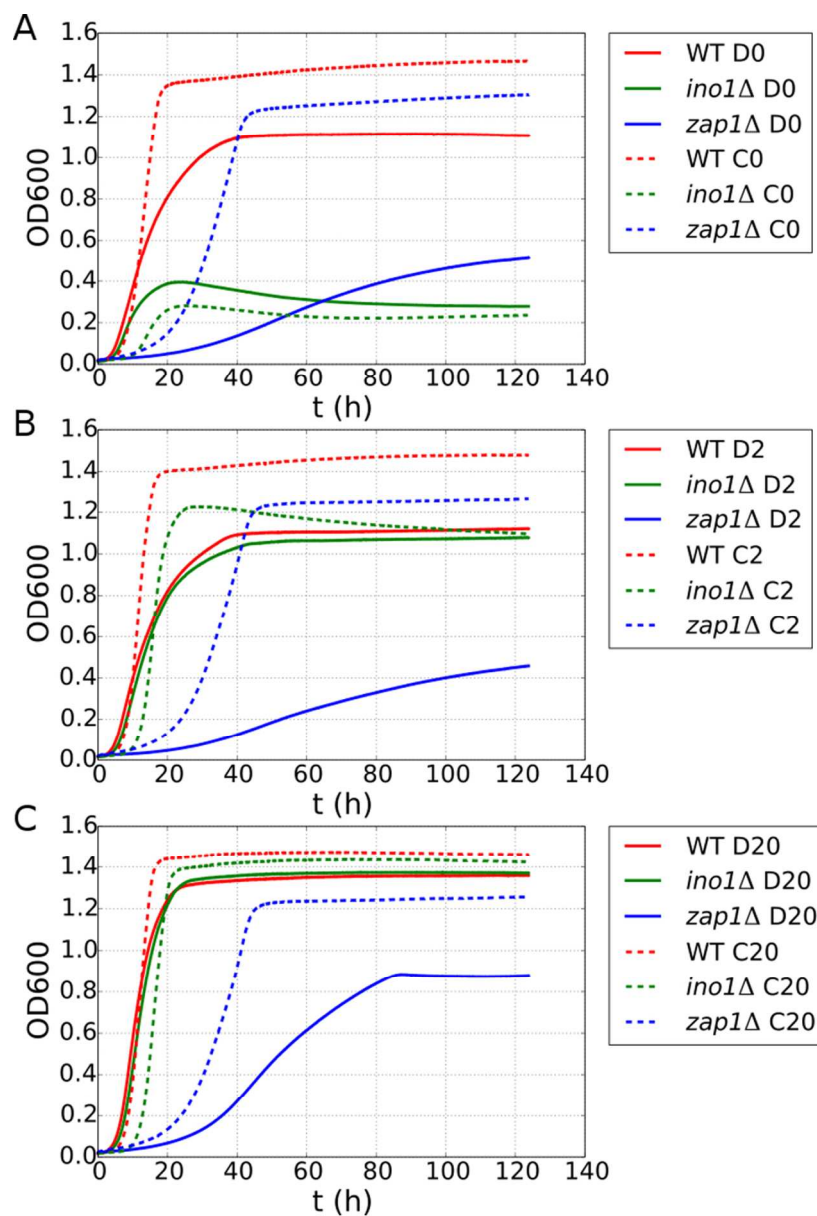 A
1.6
1.4
1.2
1.0
0.8
0.6
0.4
0.2
0.0
OD600
0 20 40 60 80 100 120 140
t (h)
WT D0
ino1Δ D0
zap1Δ D0
WT C0
ino1Δ C0
zap1Δ C0
B
1.6
1.4
1.2
1.0
0.8
0.6
0.4
0.2
0.0
OD600
0 20 40 60 80 100 120 140
t (h)
WT D2
ino1Δ D2
zap1Δ D2
WT C2
ino1Δ C2
zap1Δ C2
C
1.6
1.4
1.2
1.0
0.8
0.6
0.4
0.2
0.0
OD600
0 20 40 60 80 100 120 140
t (h)
WT D20
ino1Δ D20
zap1Δ D20
WT C20
ino1Δ C20
zap1Δ C20